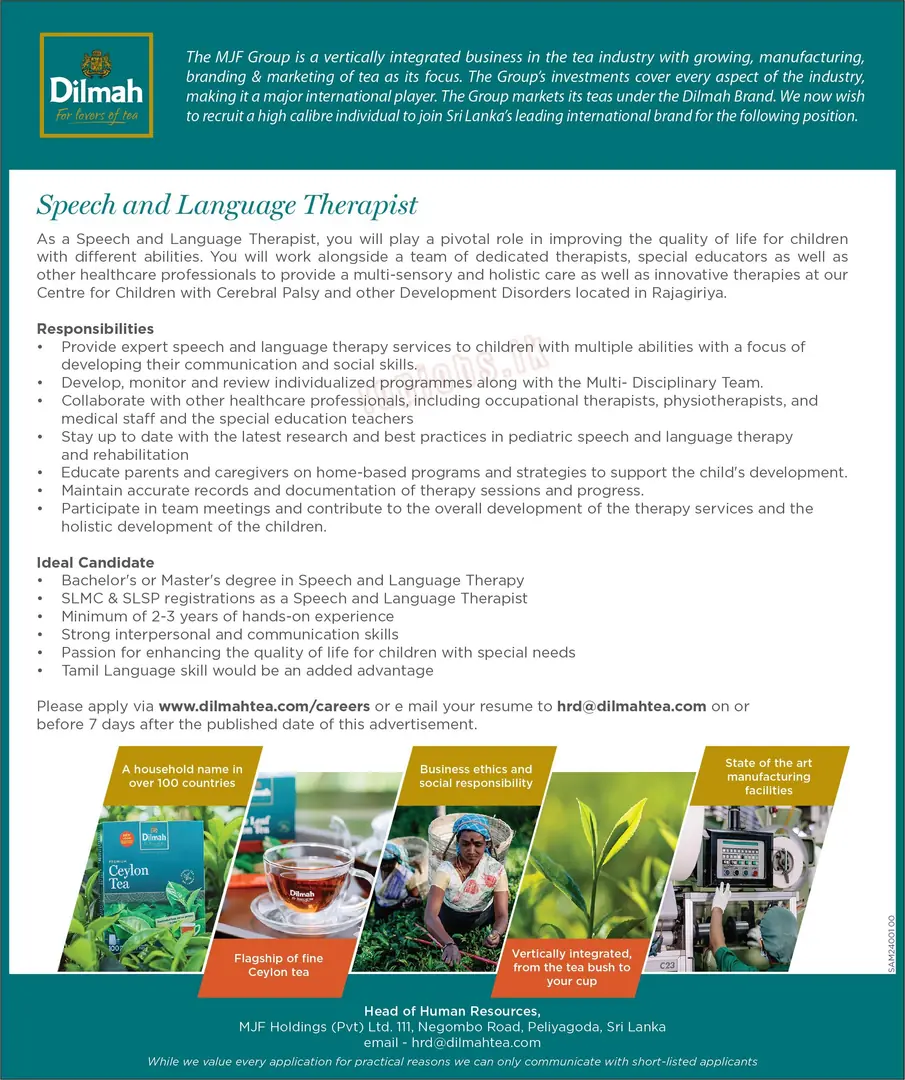 Dilmah
For lovers of tea
The MJF Group is a vertically integrated business in the tea industry with growing, manufacturing,
branding & marketing of tea as its focus. The Group's investments cover every aspect of the industry,
making it a major international player. The Group markets its teas under the Dilmah Brand. We now wish
to recruit a high calibre individual to join Sri Lanka's leading international brand for the following position.
Speech and Language Therapist
As a Speech and Language Therapist, you will play a pivotal role in improving the quality of life for children
with different abilities. You will work alongside a team of dedicated therapists, special educators as well as
other healthcare professionals to provide a multi-sensory and holistic care as well as innovative therapies at our
Centre for Children with Cerebral Palsy and other Development Disorders located in Rajagiriya.
Responsibilities
• Provide expert speech and language therapy services to children with multiple abilities with a focus of
developing their communication and social skills.
• Develop, monitor and review individualized programmes along with the Multi- Disciplinary Team.
• Collaborate with other healthcare professionals, including occupational therapists, physiotherapists, and
medical staff and the special education teachers
• Stay up to date with the latest research and best practices in pediatric speech and language therapy
and rehabilitation
• Educate parents and caregivers on home-based programs and strategies to support the child's development.
• Maintain accurate records and documentation of therapy sessions and progress.
• Participate in team meetings and contribute to the overall development of the therapy services and the
holistic development of the children.
Ideal Candidate
• Bachelor's or Master's degree in Speech and Language Therapy
• SLMC & SLSP registrations as a Speech and Language Therapist
• Minimum of 2-3 years of hands-on experience
• Strong interpersonal and communication skills
• Passion for enhancing the quality of life for children with special needs
• Tamil Language skill would be an added advantage
Please apply via www.dilmahtea.com/careers or e mail your resume to hrd@dilmahtea.com on or
before 7 days after the published date of this advertisement.
A household name in
over 100 countries
Business ethics and
social responsibility
State of the art
manufacturing
facilities
Dilmah
Ceylon
Tea
100
Dilmah
C23
Flagship of fine
Ceylon tea
Vertically integrated,
from the tea bush to
your cup
SAM24001 00
Head of Human Resources,
MJF Holdings (Pvt) Ltd. 111, Negombo Road, Peliyagoda, Sri Lanka
email - hrd@dilmahtea.com
While we value every application for practical reasons we can only communicate with short-listed applicants